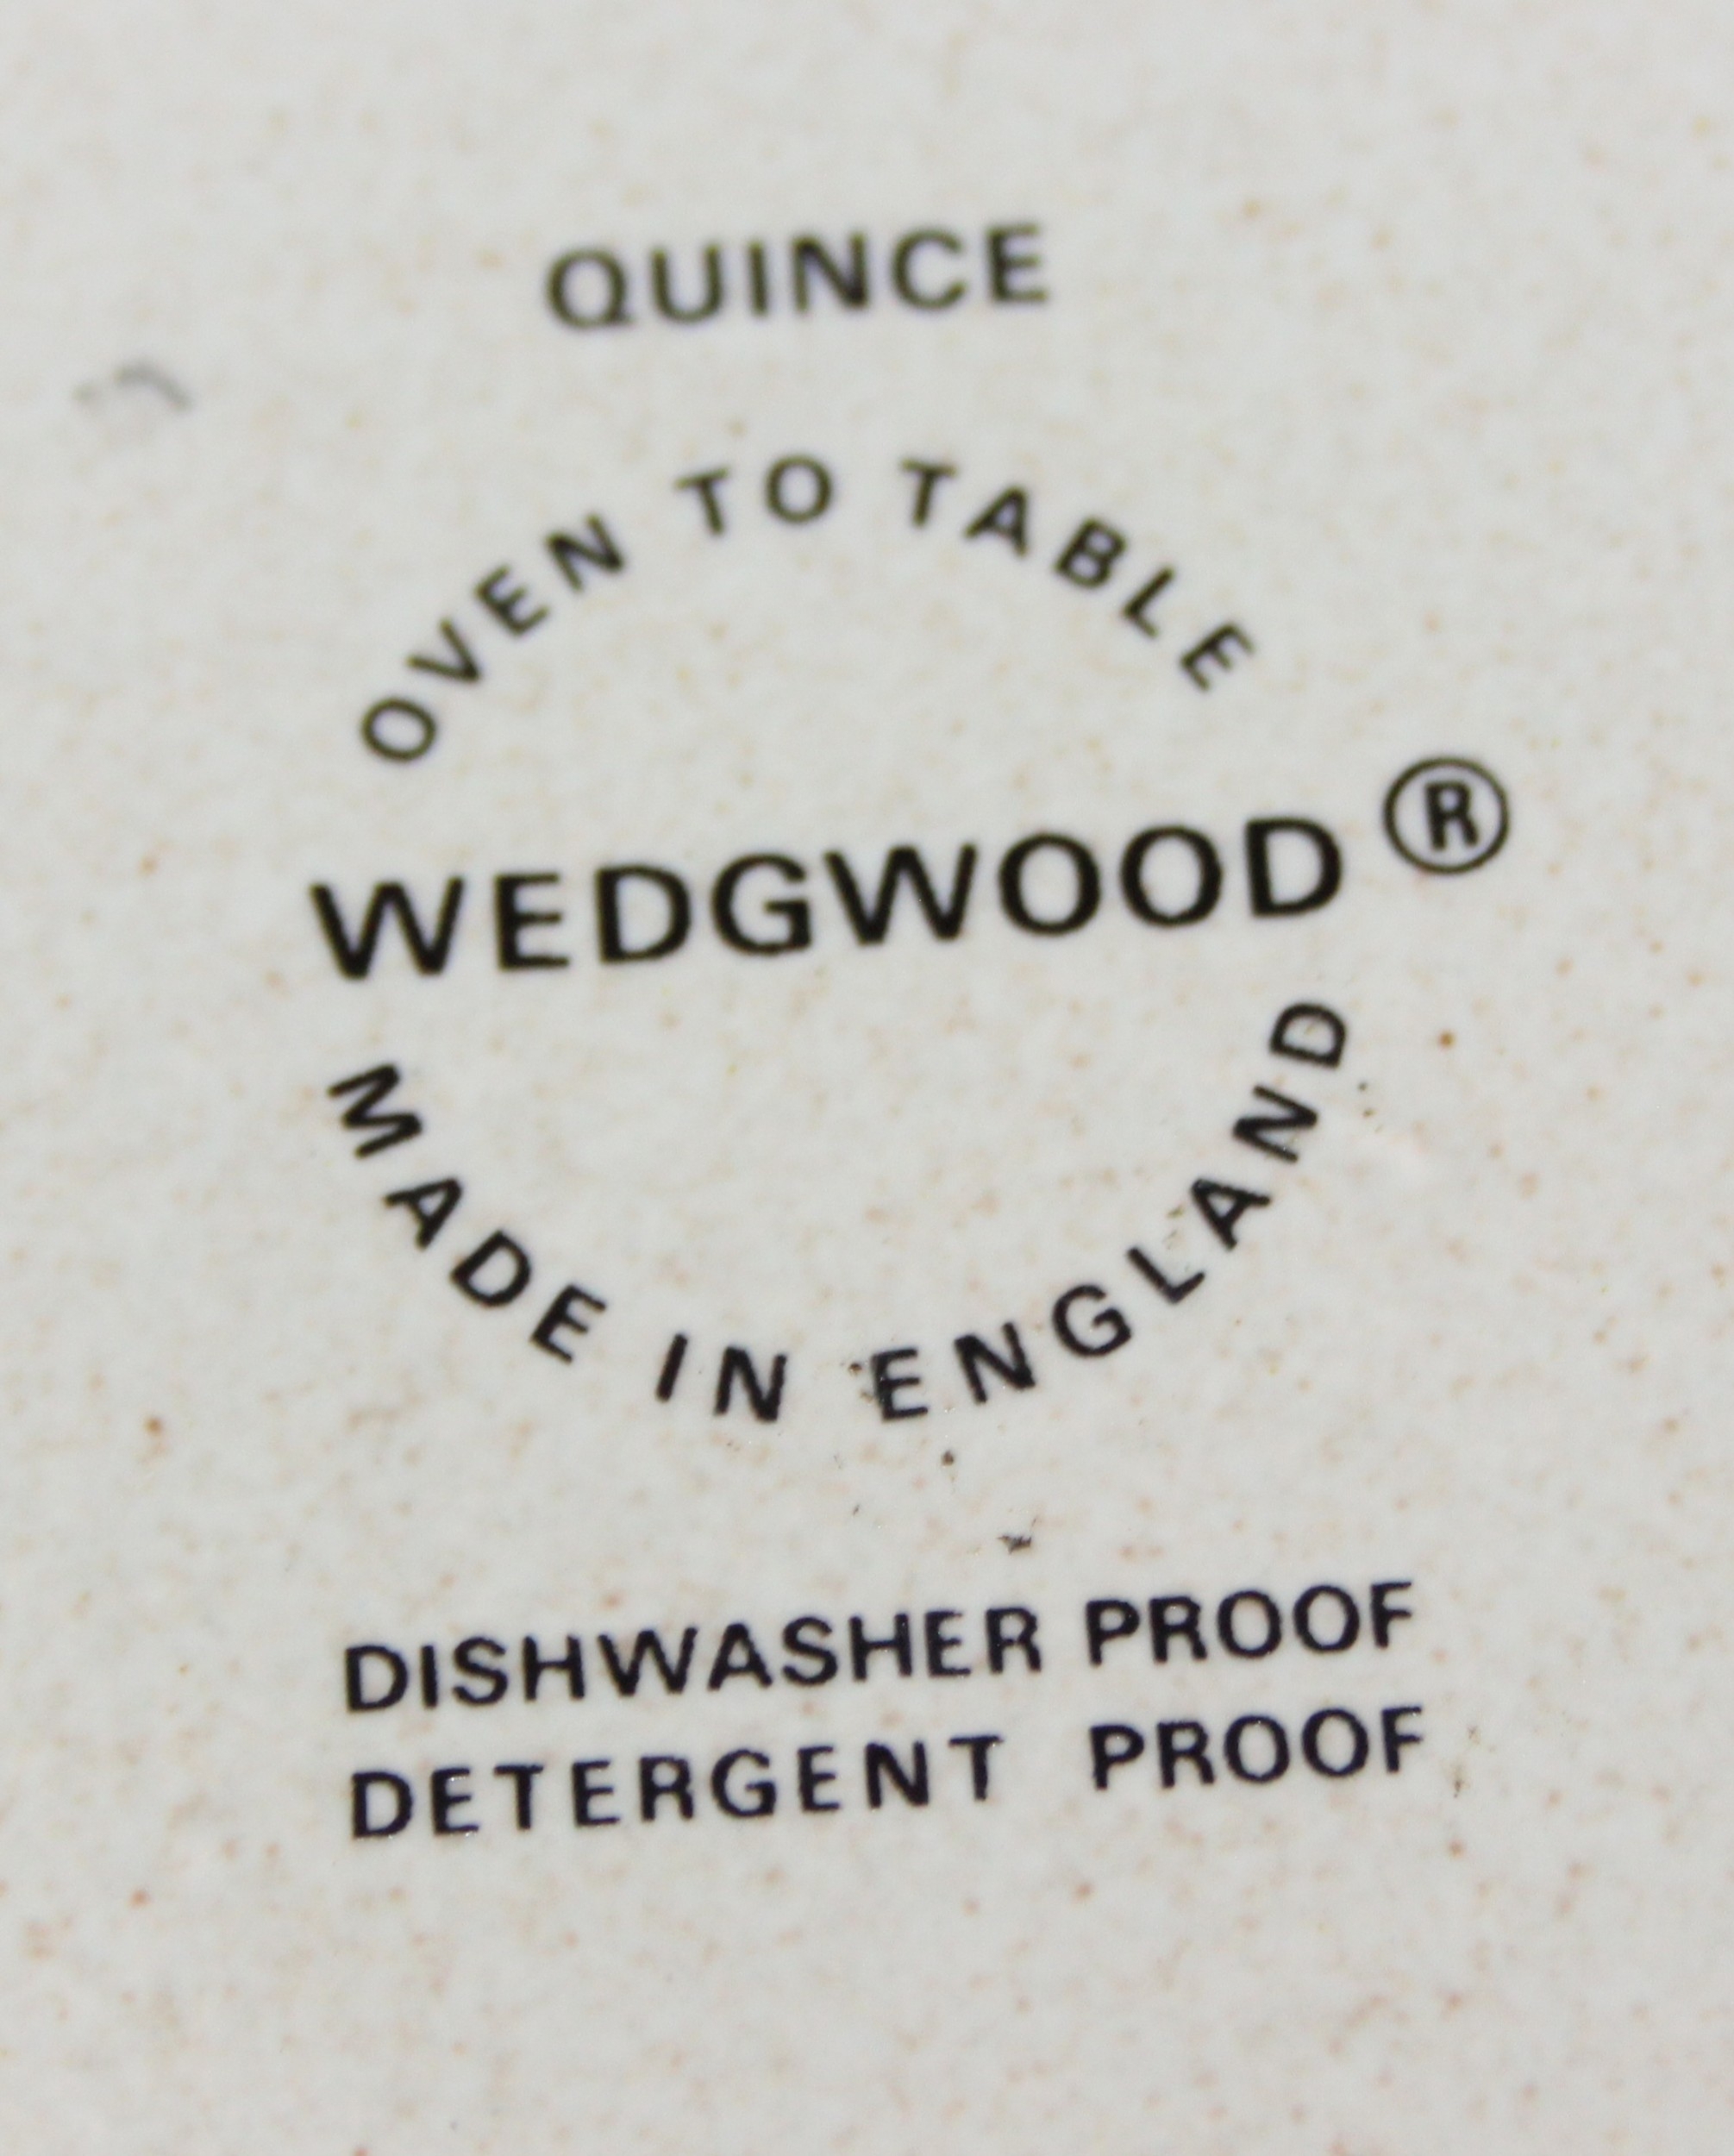 QUINCE
OVEN TO TABLE
WEDGWOOD ®
MADE IN ENGLAND
DISHWASHER PROOF
DETERGENT PROOF